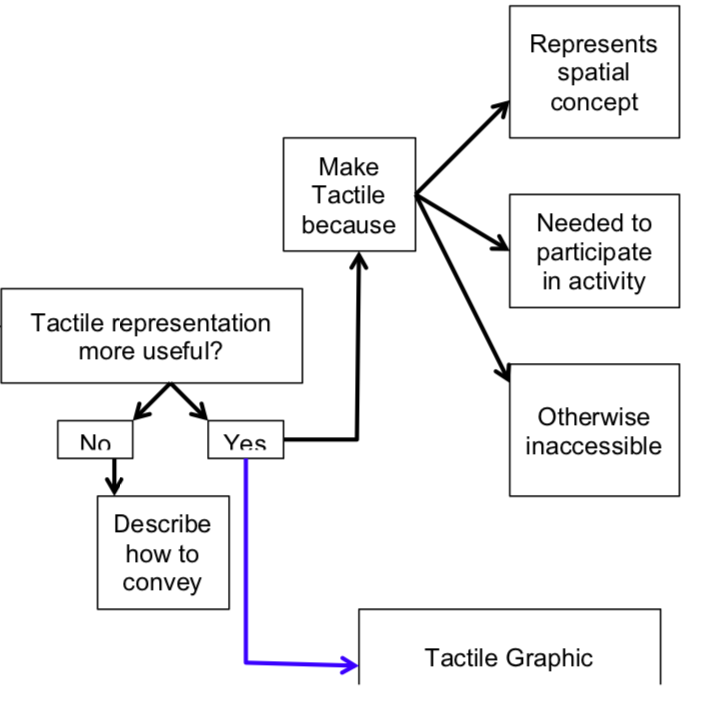 Represents
spatial
concept
Make
Tactile
because
Needed to
participate
in activity
Tactile representation
more useful?
Otherwise
inaccessible
No
Yes
Describe
how to
convey
Tactile Graphic